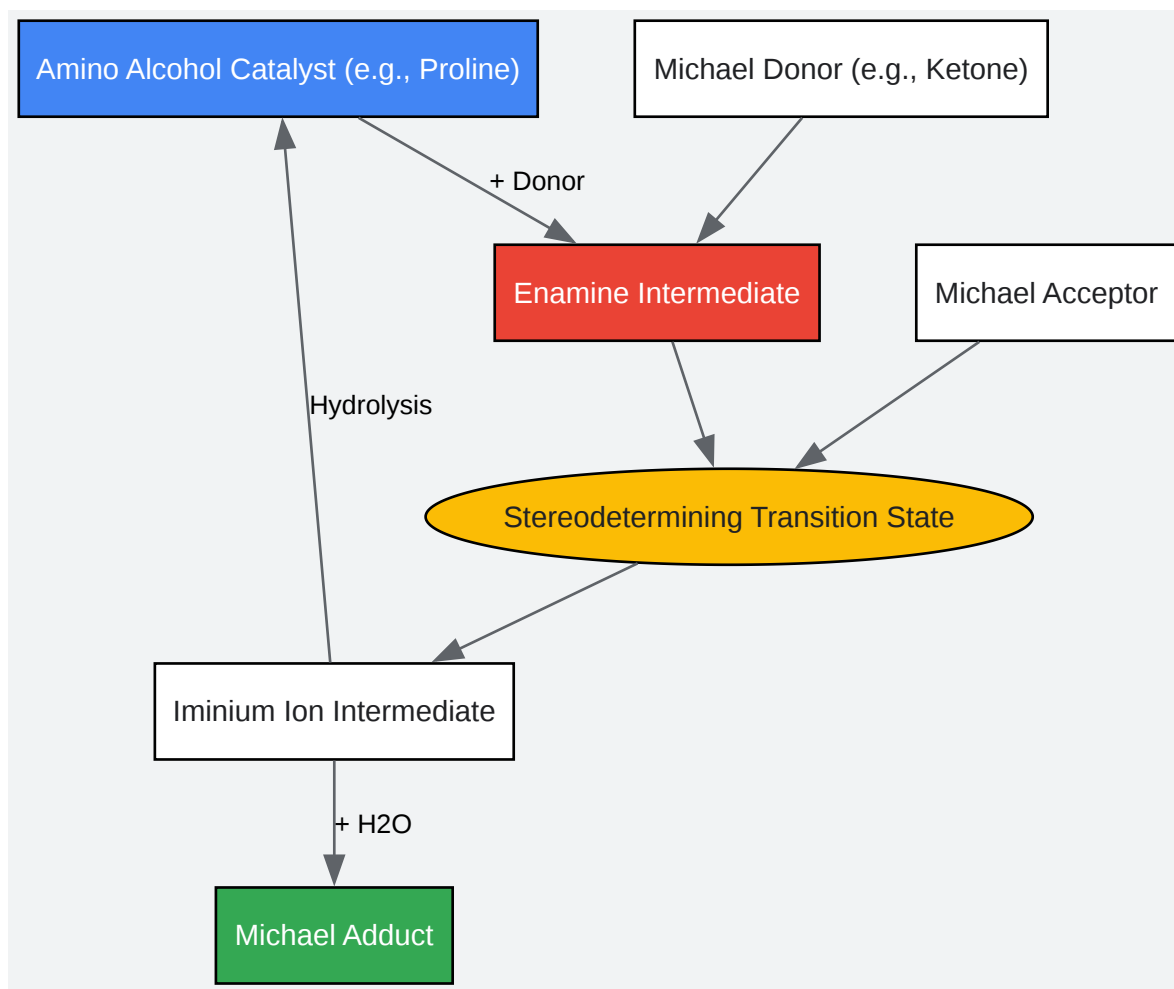 Amino Alcohol Catalyst (e.g., Proline)
Michael Donor (e.g., Ketone)
+ Donor
Enamine Intermediate
Michael Acceptor
Hydrolysis
Stereodetermining Transition State
Iminium Ion Intermediate
+ H2O
Michael Adduct